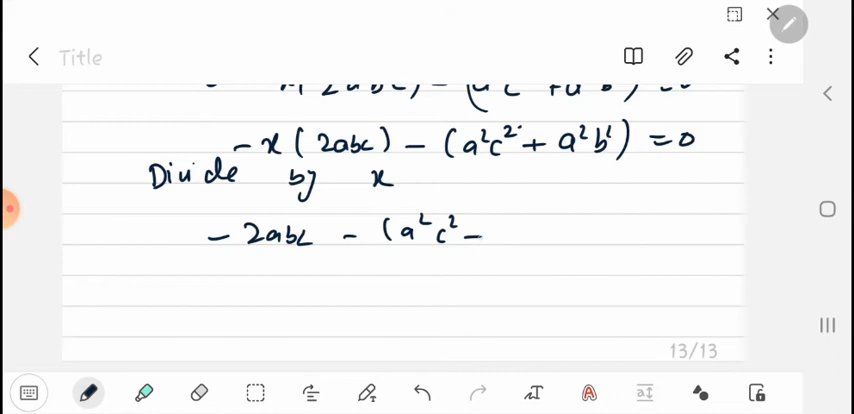 Title
-x(2abc) - (a²c² + a²b²) = 0
Divide by x
- 2abc - (a²c² -
13/13